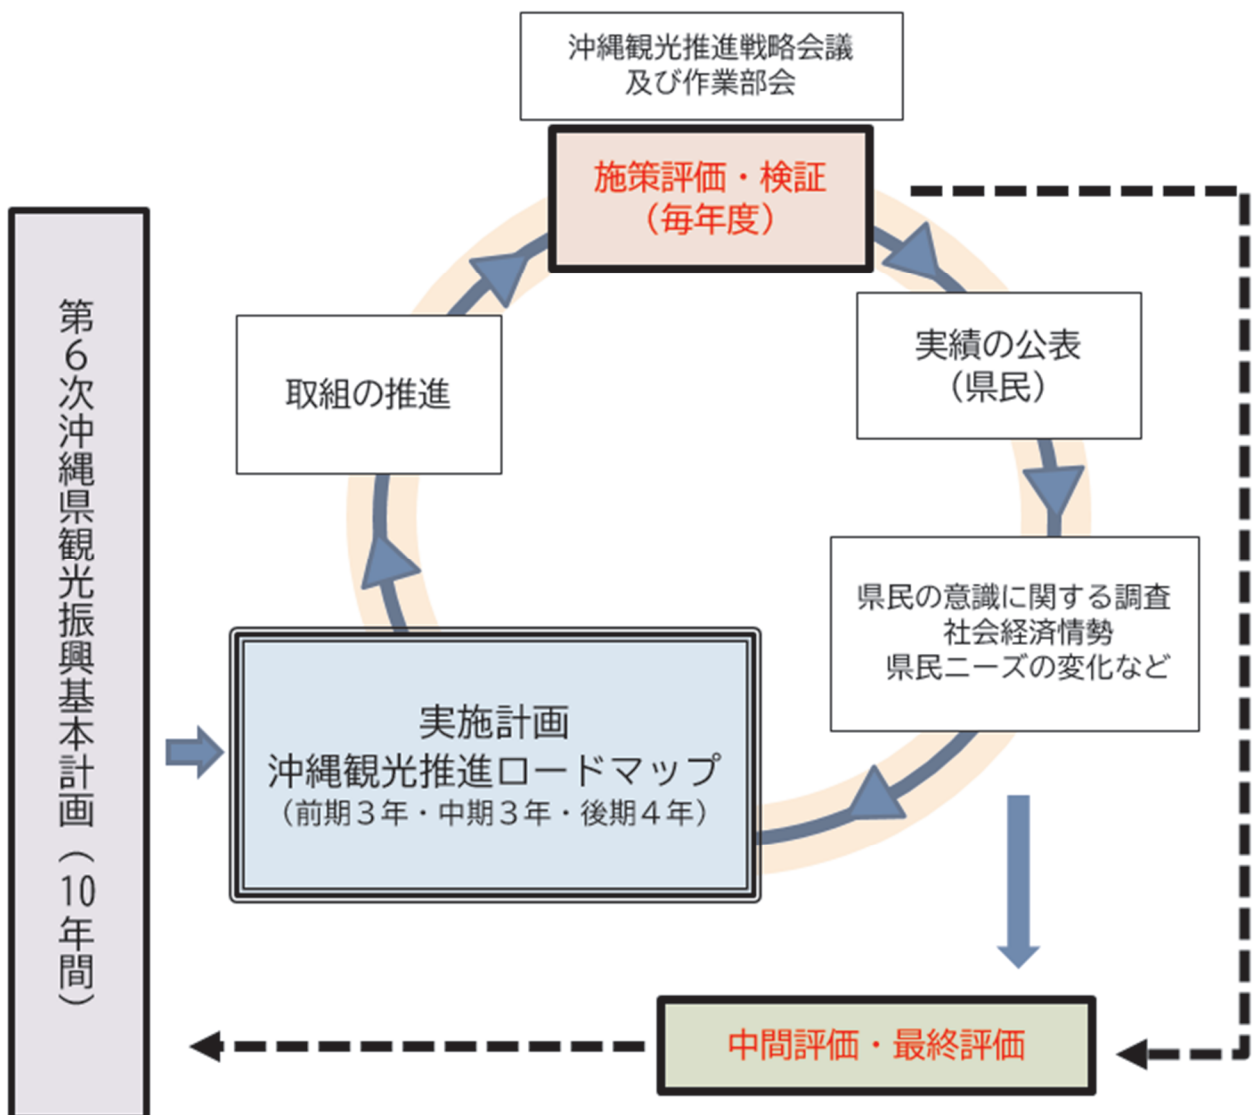 沖縄観光推進戦略会議
及び作業部会
施策評価・検証
（毎年度）
実績の公表
（県民）
取組の推進
県民の意識に関する調査
社会経済情勢
県民ニーズの変化など
第６次沖縄県観光振興基本計画（10年間）
実施計画
沖縄観光推進ロードマップ
（前期３年・中期３年・後期４年）
中間評価・最終評価